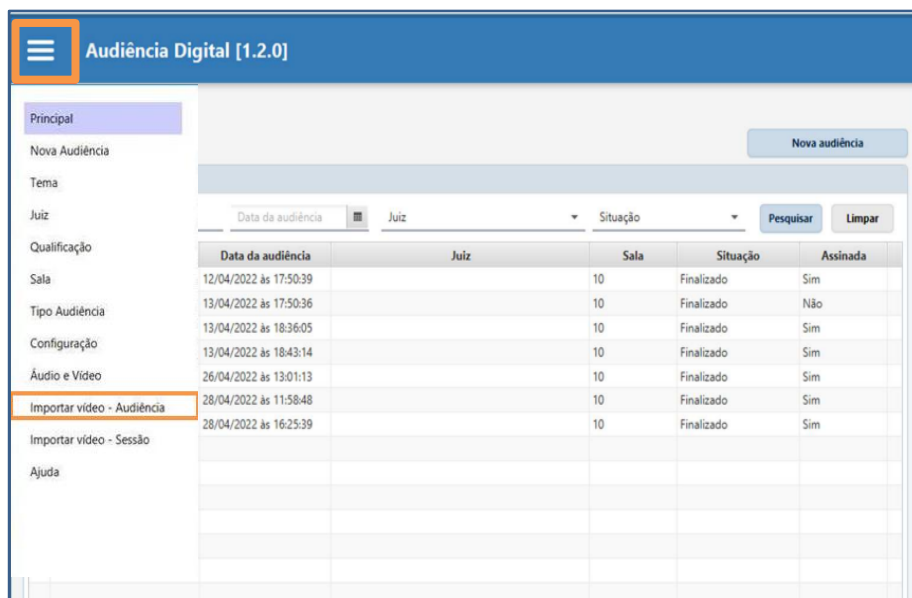 Audiência Digital [1.2.0]
Principal
Nova Audiência
Tema
Juiz
Qualificação
Sala
Tipo Audiência
Configuração
Áudio e Vídeo
Importar vídeo - Audiência
Importar vídeo - Sessão
Ajuda
Nova audiência
Data da audiência Juiz Situação Pesquisar Limpar
Data da audiência Juiz Sala Situação Assinada
12/04/2022 às 17:50:39 10 Finalizado Sim
13/04/2022 às 17:50:36 10 Finalizado Não
13/04/2022 às 18:36:05 10 Finalizado Sim
13/04/2022 às 18:43:14 10 Finalizado Sim
26/04/2022 às 13:01:13 10 Finalizado Sim
28/04/2022 às 11:58:48 10 Finalizado Sim
28/04/2022 às 16:25:39 10 Finalizado Sim